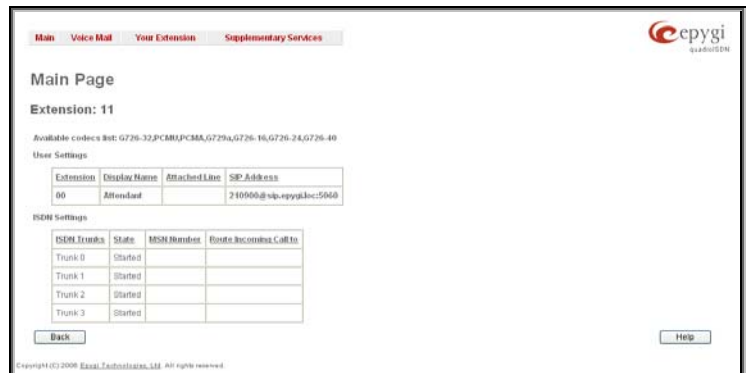 Main Voice Mail Your Extension Supplementary Services
epygi
quadroISDN
Main Page
Extension: 11
Available codecs list: G726-32,PCMU,PCMA,G729a,G726-16,G726-24,G726-40
User Settings
Extension Display Name Attached Line SIP Address
00 Attendant 210900@sip.epygi.loc:5060
ISDN Settings
ISDN Trunks State MSN Number Route Incoming Call to
Trunk 0 Started
Trunk 1 Started
Trunk 2 Started
Trunk 3 Started
Back Help
Copyright (C) 2006 Epygi Technologies, Ltd. All rights reserved.